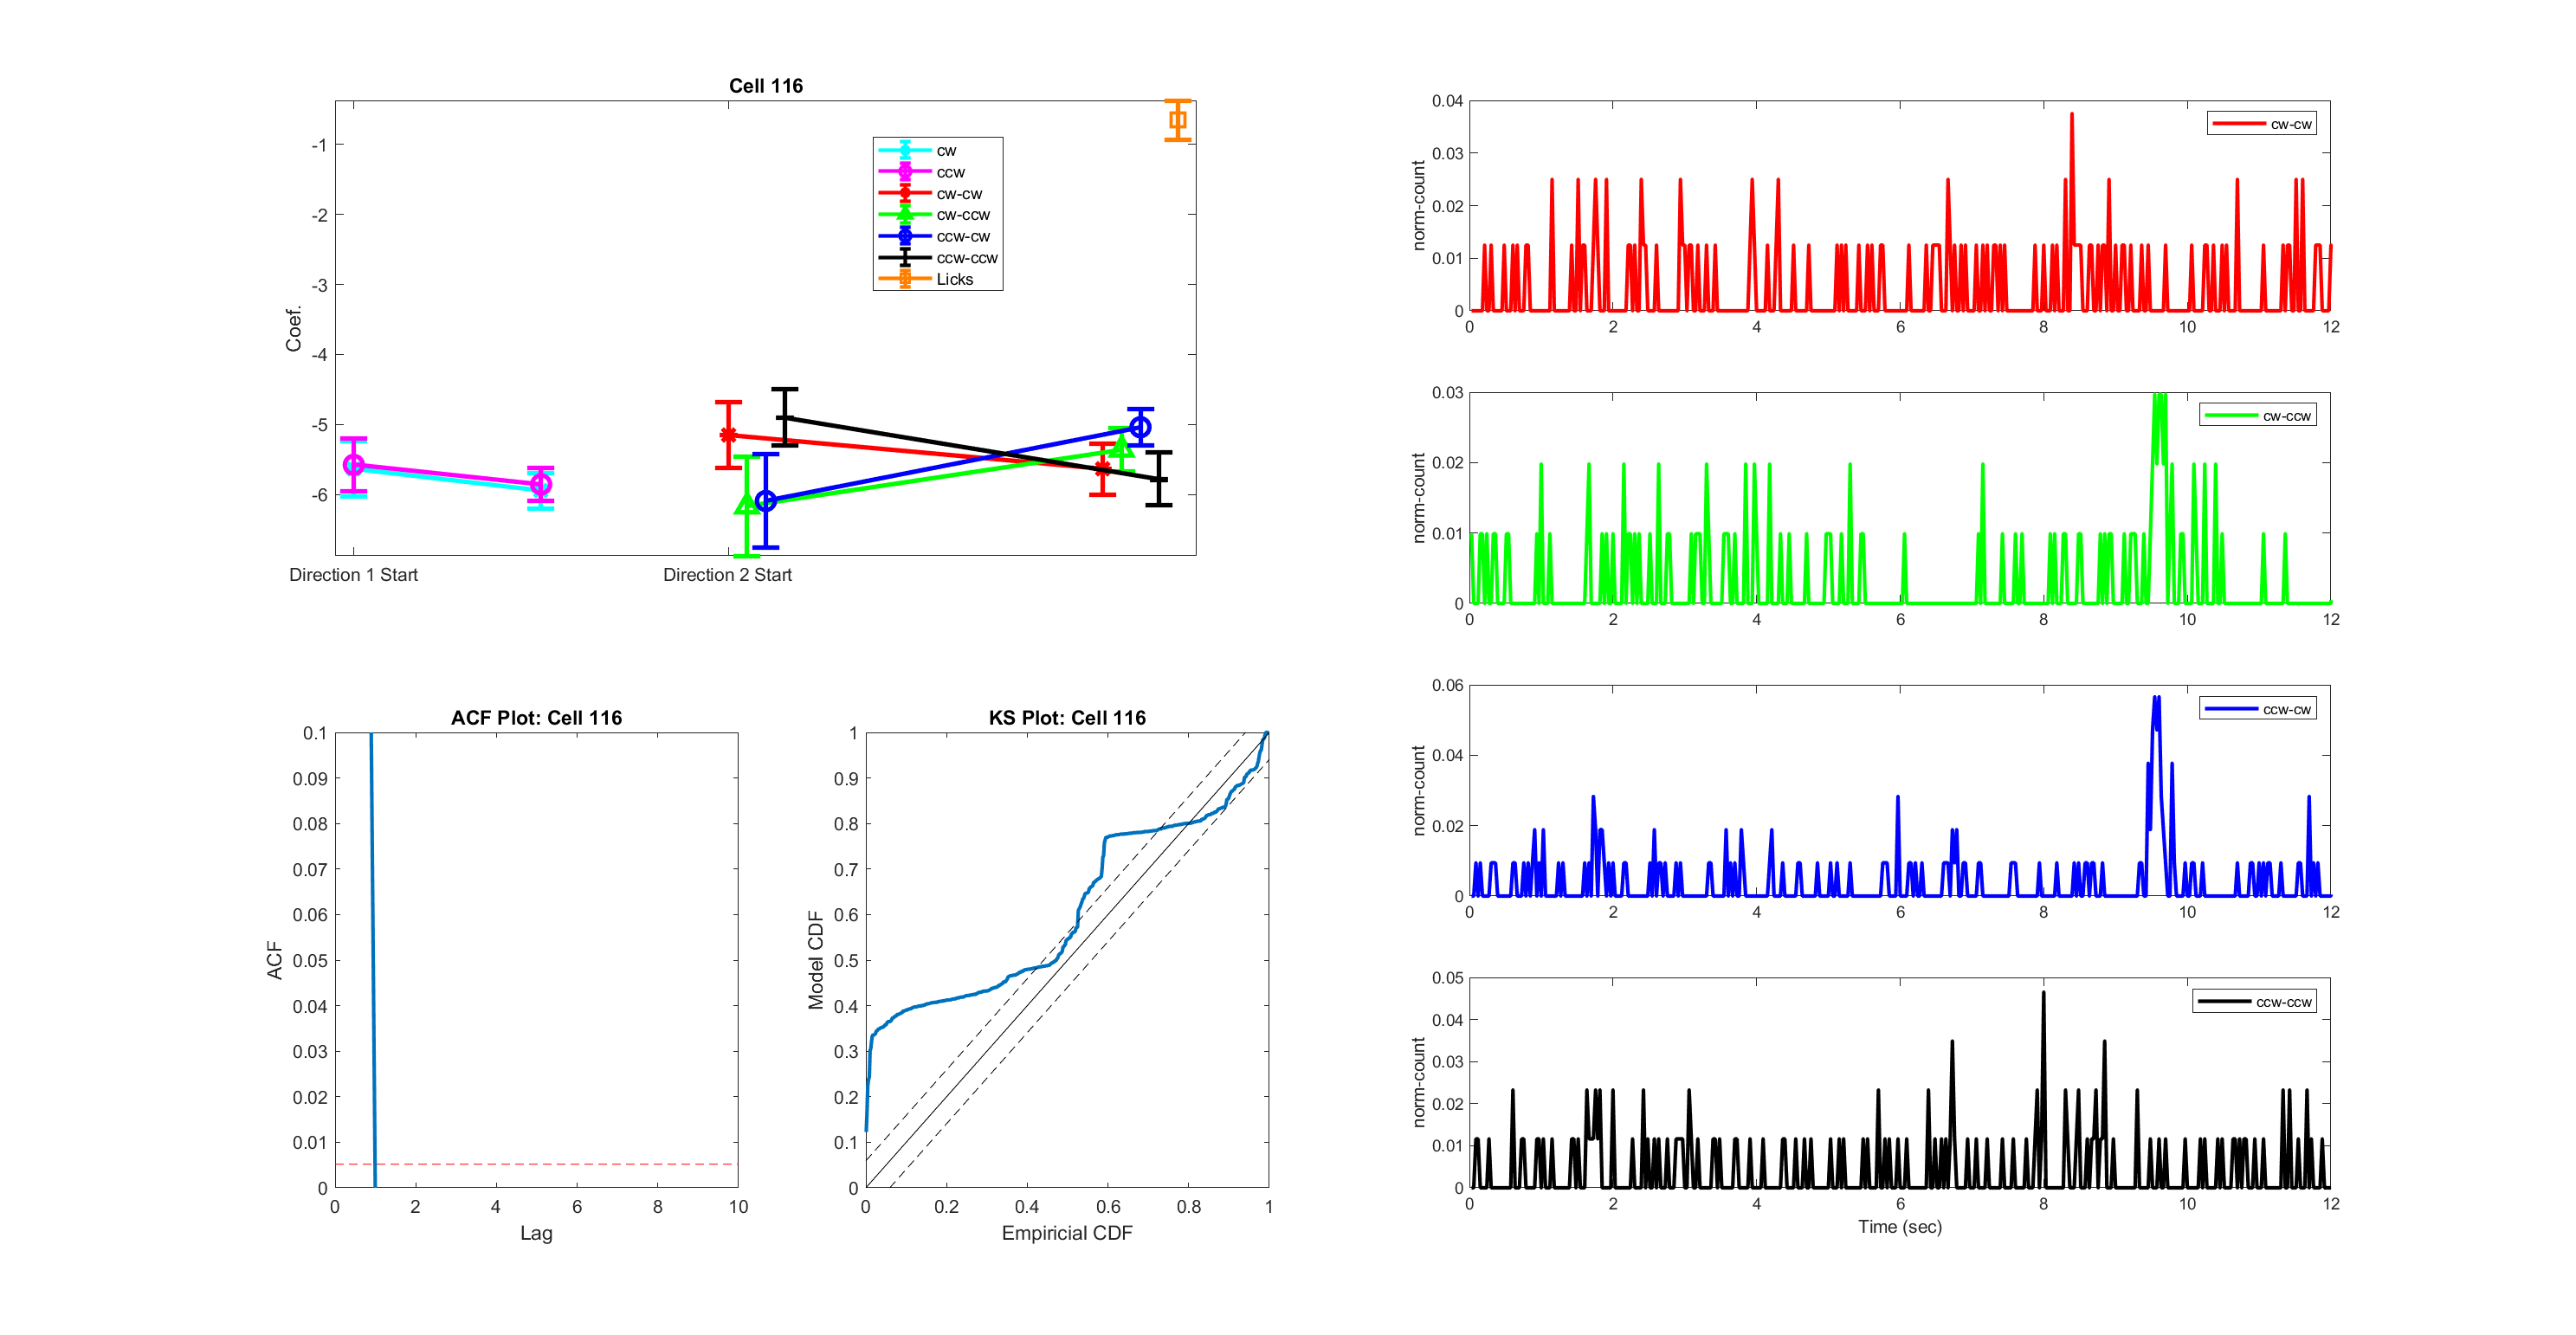 Cell 116
Coef.
-1
-2
-3
-4
-5
-6
cw
ccw
cw-cw
cw-ccw
ccw-cw
ccw-ccw
Licks
Direction 1 Start
Direction 2 Start
ACF Plot: Cell 116
ACF
0.1
0.09
0.08
0.07
0.06
0.05
0.04
0.03
0.02
0.01
0
0 2 4 6 8 10
Lag
KS Plot: Cell 116
Model CDF
1
0.9
0.8
0.7
0.6
0.5
0.4
0.3
0.2
0.1
0
0 0.2 0.4 0.6 0.8 1
Empiricial CDF
norm-count
0.04
0.03
0.02
0.01
0
cw-cw
0 2 4 6 8 10 12
norm-count
0.03
0.02
0.01
0
cw-ccw
0 2 4 6 8 10 12
norm-count
0.06
0.04
0.02
0
ccw-cw
0 2 4 6 8 10 12
norm-count
0.05
0.04
0.03
0.02
0.01
0
ccw-ccw
0 2 4 6 8 10 12
Time (sec)